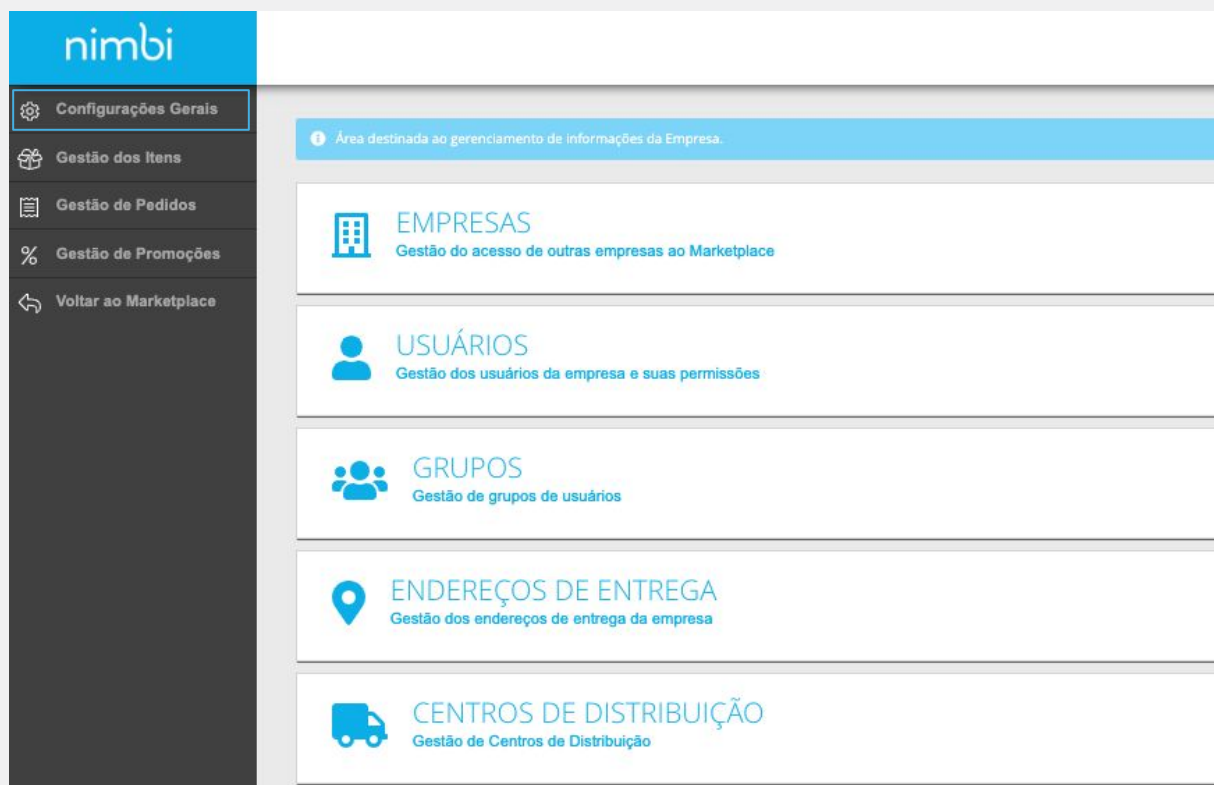 nimbi
Configurações Gerais
Gestão dos Itens
Gestão de Pedidos
Gestão de Promoções
Voltar ao Marketplace
Área destinada ao gerenciamento de informações da Empresa.
EMPRESAS
Gestão do acesso de outras empresas ao Marketplace
USUÁRIOS
Gestão dos usuários da empresa e suas permissões
GRUPOS
Gestão de grupos de usuários
ENDEREÇOS DE ENTREGA
Gestão dos endereços de entrega da empresa
CENTROS DE DISTRIBUIÇÃO
Gestão de Centros de Distribuição